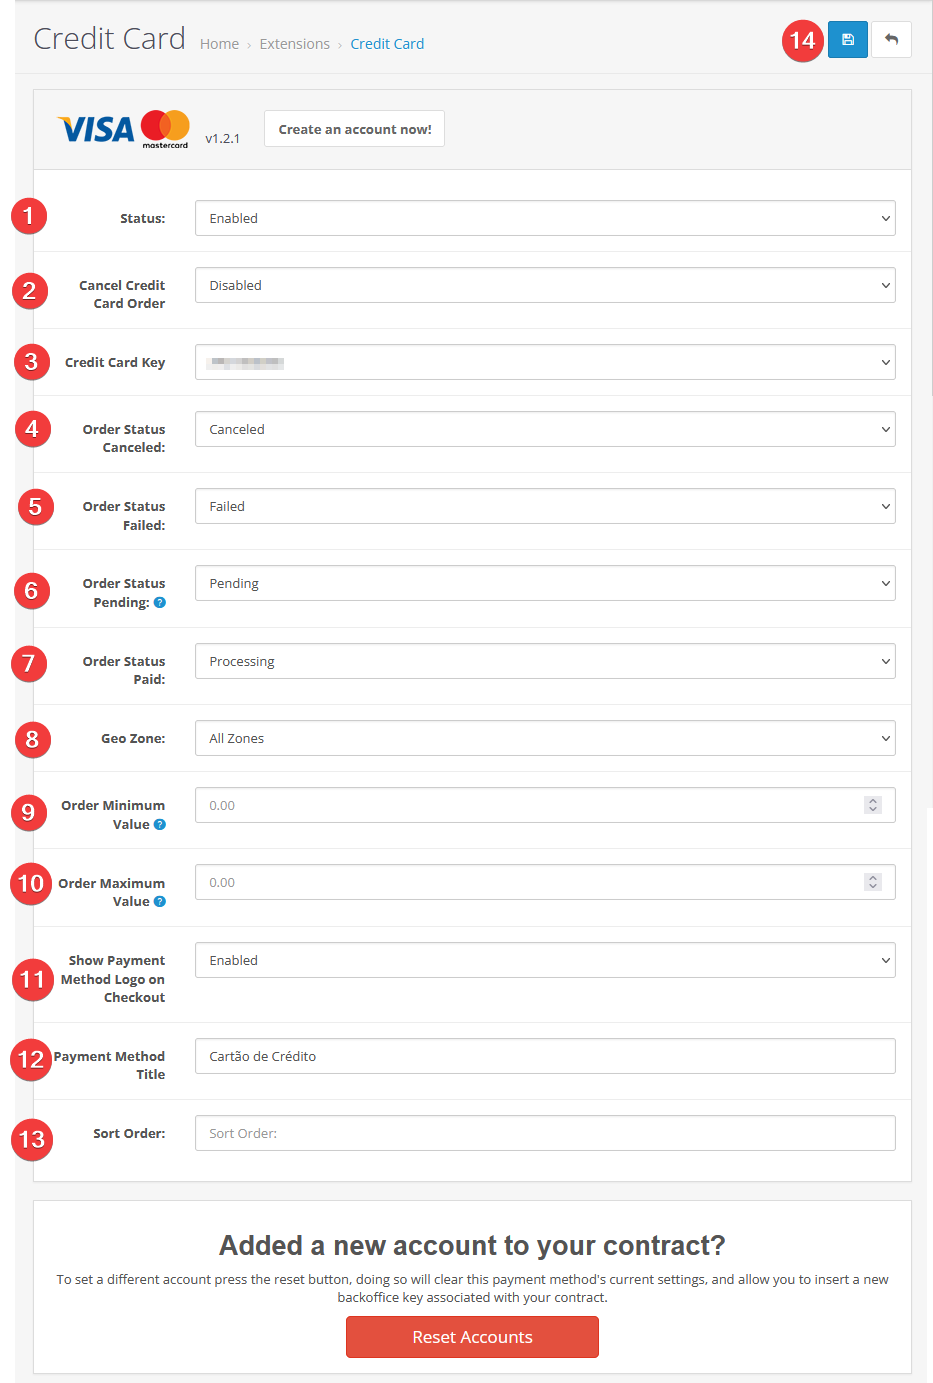 Credit Card Home › Extensions › Credit Card 14
VISA mastercard v1.2.1 Create an account now!
1 Status: Enabled
2 Cancel Credit Card Order Disabled
3 Credit Card Key
4 Order Status Canceled: Canceled
5 Order Status Failed: Failed
6 Order Status Pending: ? Pending
7 Order Status Paid: Processing
8 Geo Zone: All Zones
9 Order Minimum Value ? 0.00
10 Order Maximum Value ? 0.00
11 Show Payment Method Logo on Checkout Enabled
12 Payment Method Title Cartão de Crédito
13 Sort Order: Sort Order:
Added a new account to your contract?
To set a different account press the reset button, doing so will clear this payment method's current settings, and allow you to insert a new
backoffice key associated with your contract.
Reset Accounts